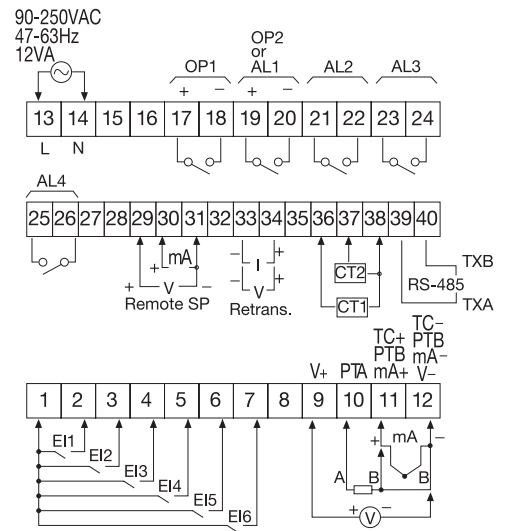 90-250VAC
47-63Hz
12VA
OP1
OP2
or
AL1
AL2
AL3
+ − + −
13 14 15 16 17 18 19 20 21 22 23 24
L N
AL4
25 26 27 28 29 30 31 32 33 34 35 36 37 38 39 40
+ mA −
+ V −
Remote SP
− I +
− V +
Retrans.
CT2
CT1
TXB
RS-485
TXA
V+
PTA
TC+
PTB
mA+
TC−
PTB
mA−
V−
1 2 3 4 5 6 7 8 9 10 11 12
EI1
EI2
EI3
EI4
EI5
EI6
+ mA −
A B B
+ V −